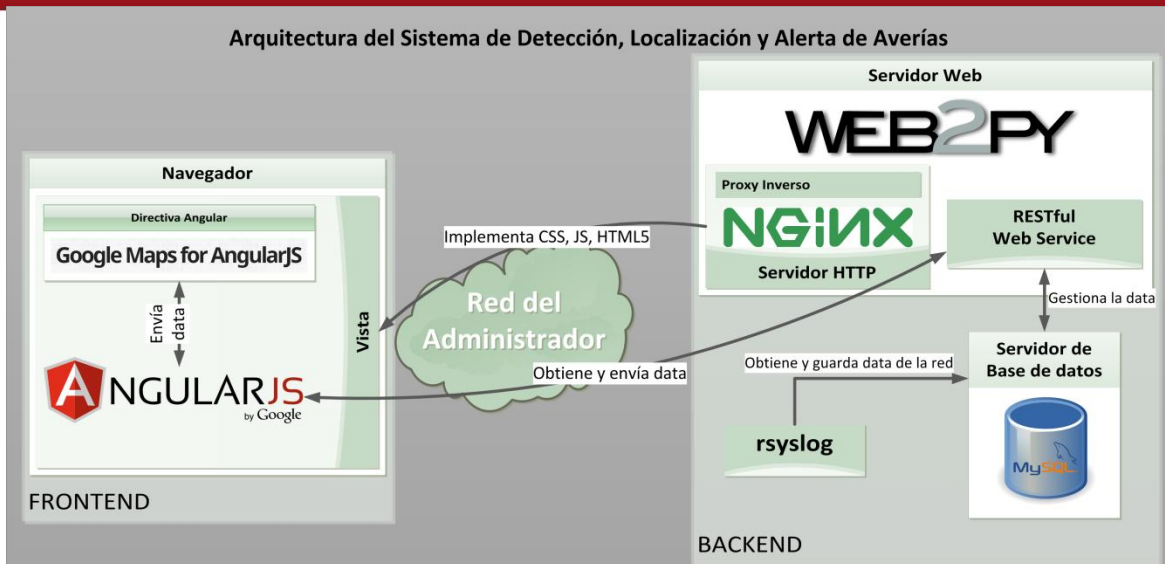 Arquitectura del Sistema de Detección, Localización y Alerta de Averías
Navegador
Directiva Angular
Google Maps for AngularJS
Envía
data
ANGULARJS
by Google
Vista
FRONTEND
Implementa CSS, JS, HTML5
Red del
Administrador
Obtiene y envía data
Servidor Web
WEB2PY
Proxy Inverso
NGiNX
Servidor HTTP
RESTful
Web Service
Gestiona la data
Obtiene y guarda data de la red
rsyslog
Servidor de
Base de datos
MySQL
BACKEND